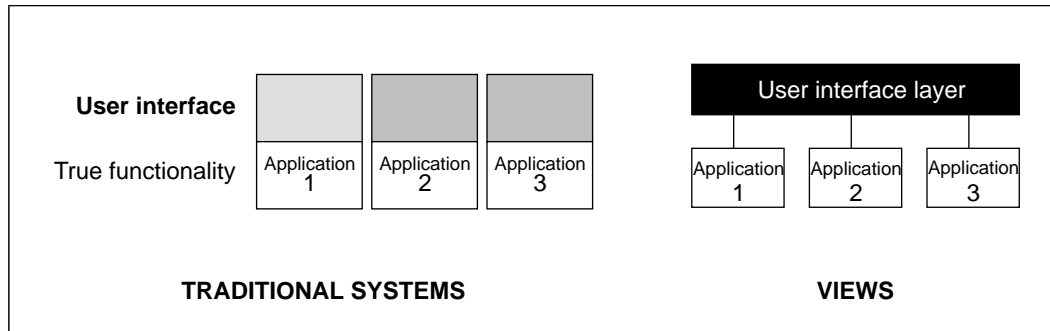 User interface
True functionality
Application
1
Application
2
Application
3
TRADITIONAL SYSTEMS
User interface layer
Application
1
Application
2
Application
3
VIEWS